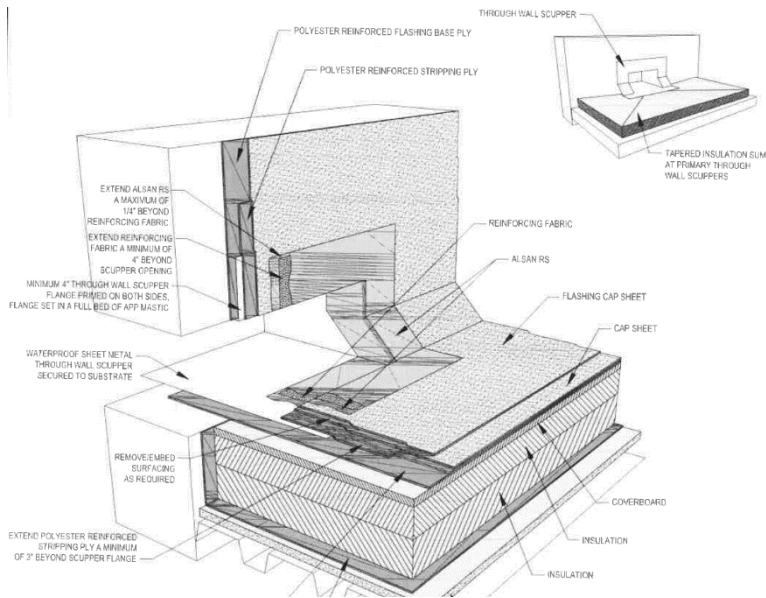 POLYESTER REINFORCED FLASHING BASE PLY
POLYESTER REINFORCED STRIPPING PLY
THROUGH WALL SCUPPER
TAPERED INSULATION SUM
AT PRIMARY THROUGH
WALL SCUPPERS
EXTEND ALSAN RS
A MAXIMUM OF
1/4" BEYOND
REINFORCING FABRIC
EXTEND REINFORCING
FABRIC A MINIMUM OF
4" BEYOND
SCUPPER OPENING
MINIMUM 4" THROUGH WALL SCUPPER
FLANGE PRIMED ON BOTH SIDES,
FLANGE SET IN A FULL BED OF APP MASTIC
WATERPROOF SHEET METAL
THROUGH WALL SCUPPER
SECURED TO SUBSTRATE
REMOVE/EMBED
SURFACING
AS REQUIRED
EXTEND POLYESTER REINFORCED
STRIPPING PLY A MINIMUM
OF 3" BEYOND SCUPPER FLANGE
REINFORCING FABRIC
ALSAN RS
FLASHING CAP SHEET
CAP SHEET
COVERBOARD
INSULATION
INSULATION